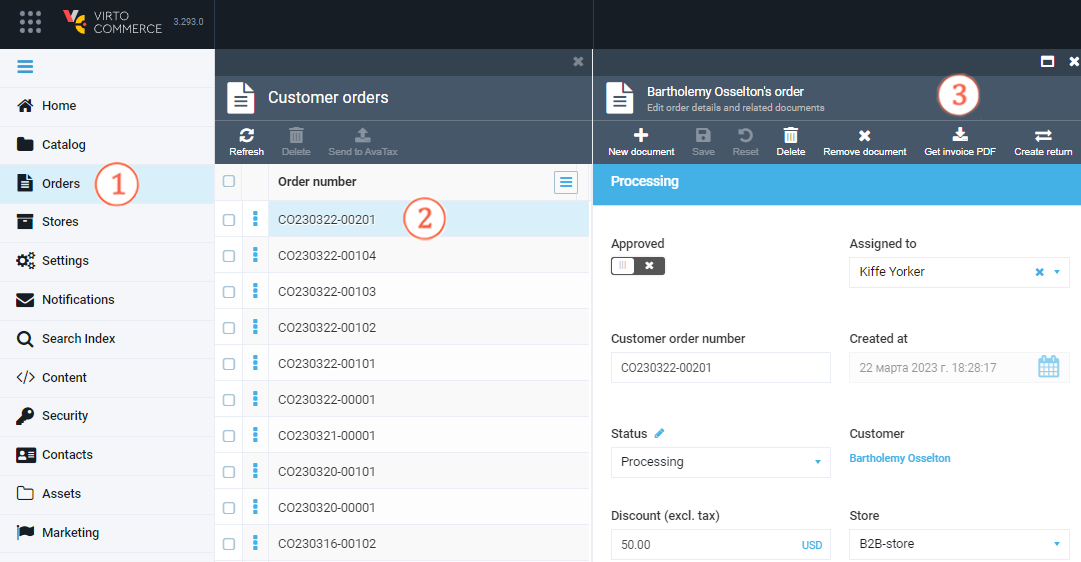 VIRTO
COMMERCE
3.293.0
Home
Catalog
Orders
1
Stores
Settings
Notifications
Search Index
Content
Security
Contacts
Assets
Marketing
Customer orders
Refresh
Delete
Send to AvaTax
Order number
CO230322-00201
2
CO230322-00104
CO230322-00103
CO230322-00102
CO230322-00101
CO230322-00001
CO230321-00001
CO230320-00101
CO230320-00001
CO230316-00102
Bartholemy Osselton's order
Edit order details and related documents
3
New document
Save
Reset
Delete
Remove document
Get invoice PDF
Create return
Processing
Approved
Assigned to
Kiffe Yorker
Customer order number
CO230322-00201
Created at
22 марта 2023 г. 18:28:17
Status
Processing
Customer
Bartholemy Osselton
Discount (excl. tax)
50.00 USD
Store
B2B-store